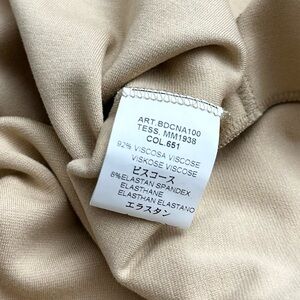 ART.BDCNA100
TESS. MM1938
COL.651
92% VISCOSA VISCOSE
VISKOSE VISCOSE
ビスコース
8%ELASTAN SPANDEX
ELASTHANE
ELASTHAN ELASTANO
エラスタン